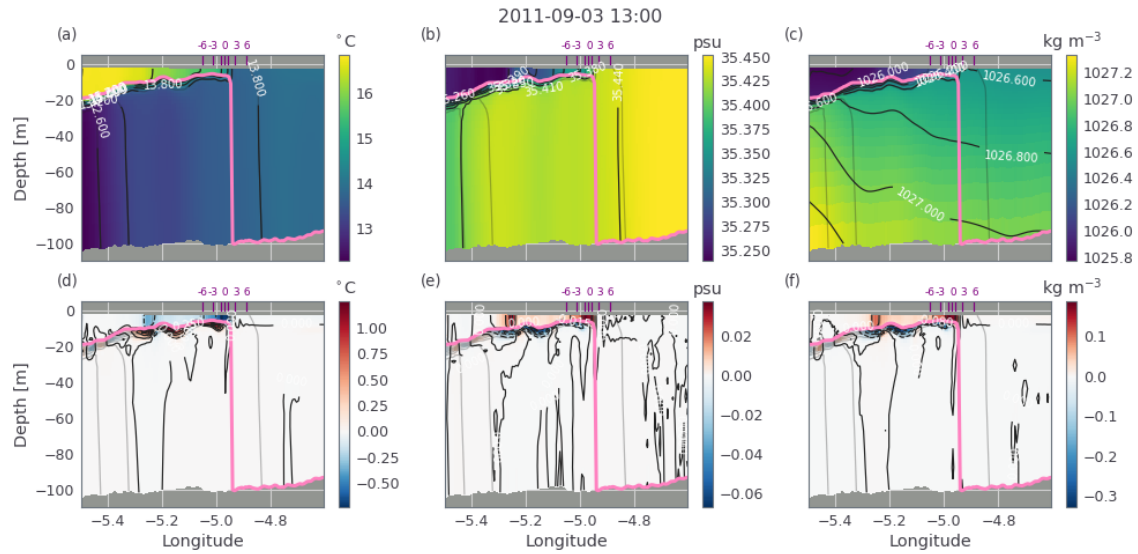 2011-09-03 13:00
(a) -6-3 0 3 6 °C
(b) -6-3 0 3 6 psu
(c) -6-3 0 3 6 kg m⁻³
0 −20 −40 −60 −80 −100
Depth [m]
13.800 13.800 12.600
16 15 14 13
35.380 35.410 35.440
35.450 35.425 35.400 35.375 35.350 35.325 35.300 35.275 35.250
1026.000 1026.600 1026.800 1027.000
1027.2 1027.0 1026.8 1026.6 1026.4 1026.2 1026.0 1025.8
(d) -6-3 0 3 6 °C
(e) -6-3 0 3 6 psu
(f) -6-3 0 3 6 kg m⁻³
0 −20 −40 −60 −80 −100
Depth [m]
1.00 0.75 0.50 0.25 0.00 −0.25 −0.50
0.02 0.00 −0.02 −0.04 −0.06
0.1 0.0 −0.1 −0.2 −0.3
−5.4 −5.2 −5.0 −4.8
−5.4 −5.2 −5.0 −4.8
−5.4 −5.2 −5.0 −4.8
Longitude
Longitude
Longitude